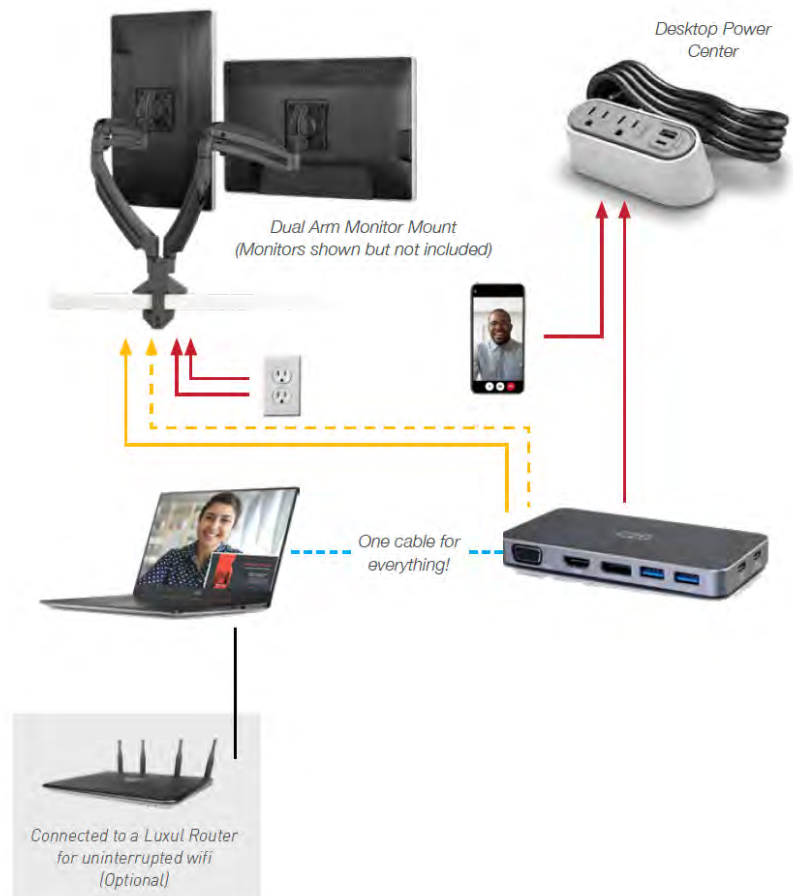 Desktop Power
Center
Dual Arm Monitor Mount
(Monitors shown but not included)
One cable for
everything!
Connected to a Luxul Router
for uninterrupted wifi
(Optional)